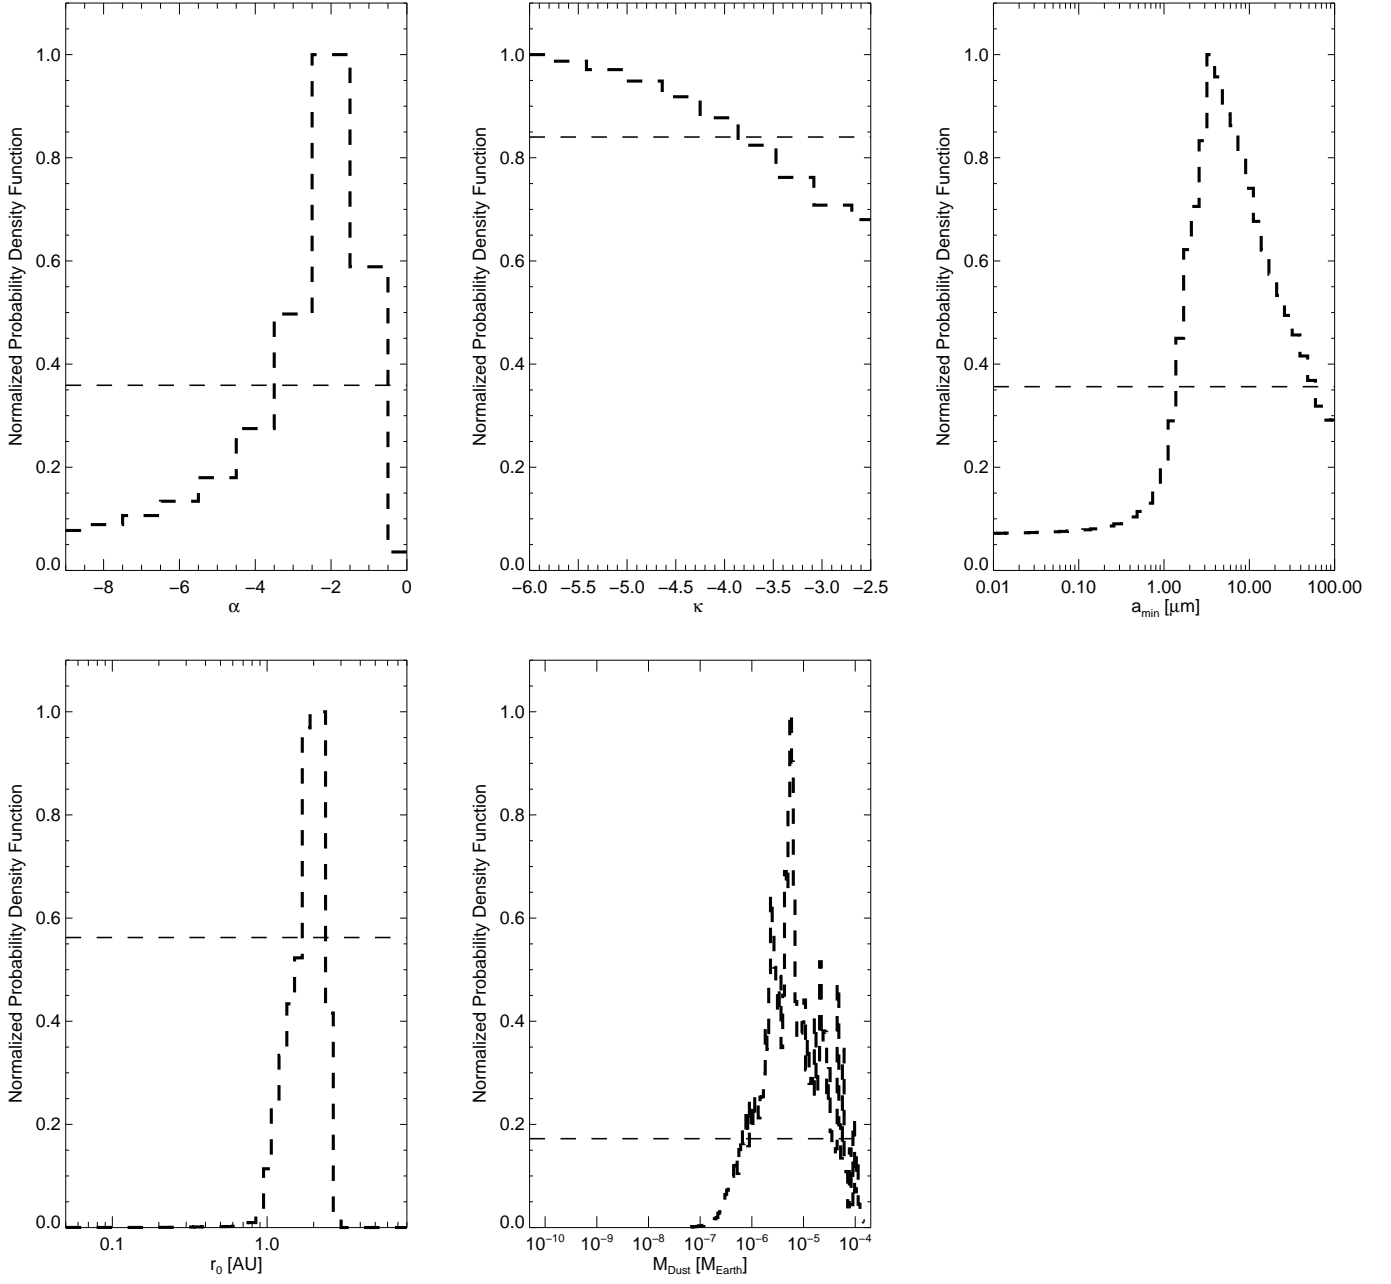 Normalized Probability Density Function
1.0
0.8
0.6
0.4
0.2
0.0
−8 −6 −4 −2 0
α
Normalized Probability Density Function
1.0
0.8
0.6
0.4
0.2
0.0
−6.0 −5.5 −5.0 −4.5 −4.0 −3.5 −3.0 −2.5
κ
Normalized Probability Density Function
1.0
0.8
0.6
0.4
0.2
0.0
0.01 0.10 1.00 10.00 100.00
a_min [µm]
Normalized Probability Density Function
1.0
0.8
0.6
0.4
0.2
0.0
0.1 1.0
r_0 [AU]
Normalized Probability Density Function
1.0
0.8
0.6
0.4
0.2
0.0
10^−10 10^−9 10^−8 10^−7 10^−6 10^−5 10^−4
M_Dust [M_Earth]